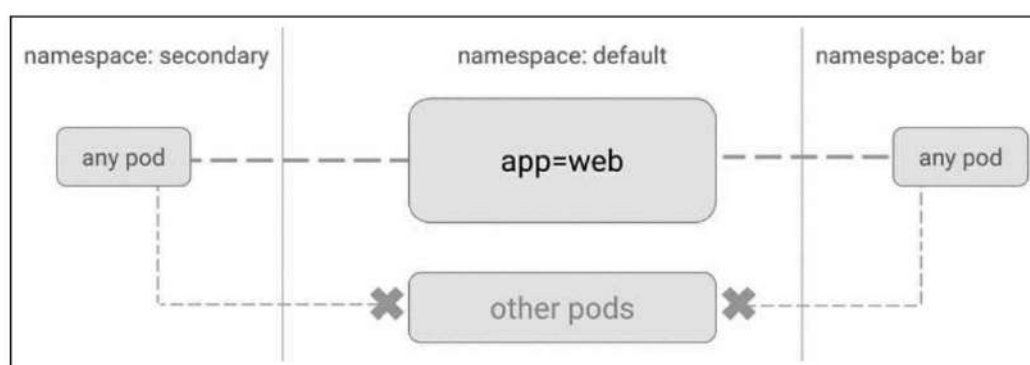 namespace: secondary
namespace: default
namespace: bar
any pod
app=web
any pod
other pods